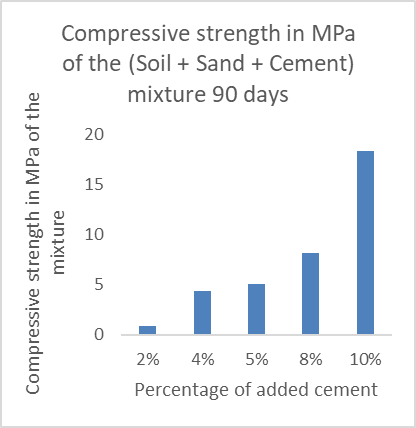 Compressive strength in MPa
of the (Soil + Sand + Cement)
mixture 90 days
Compressive strength in MPa of the
mixture
20
15
10
5
0
2% 4% 5% 8% 10%
Percentage of added cement